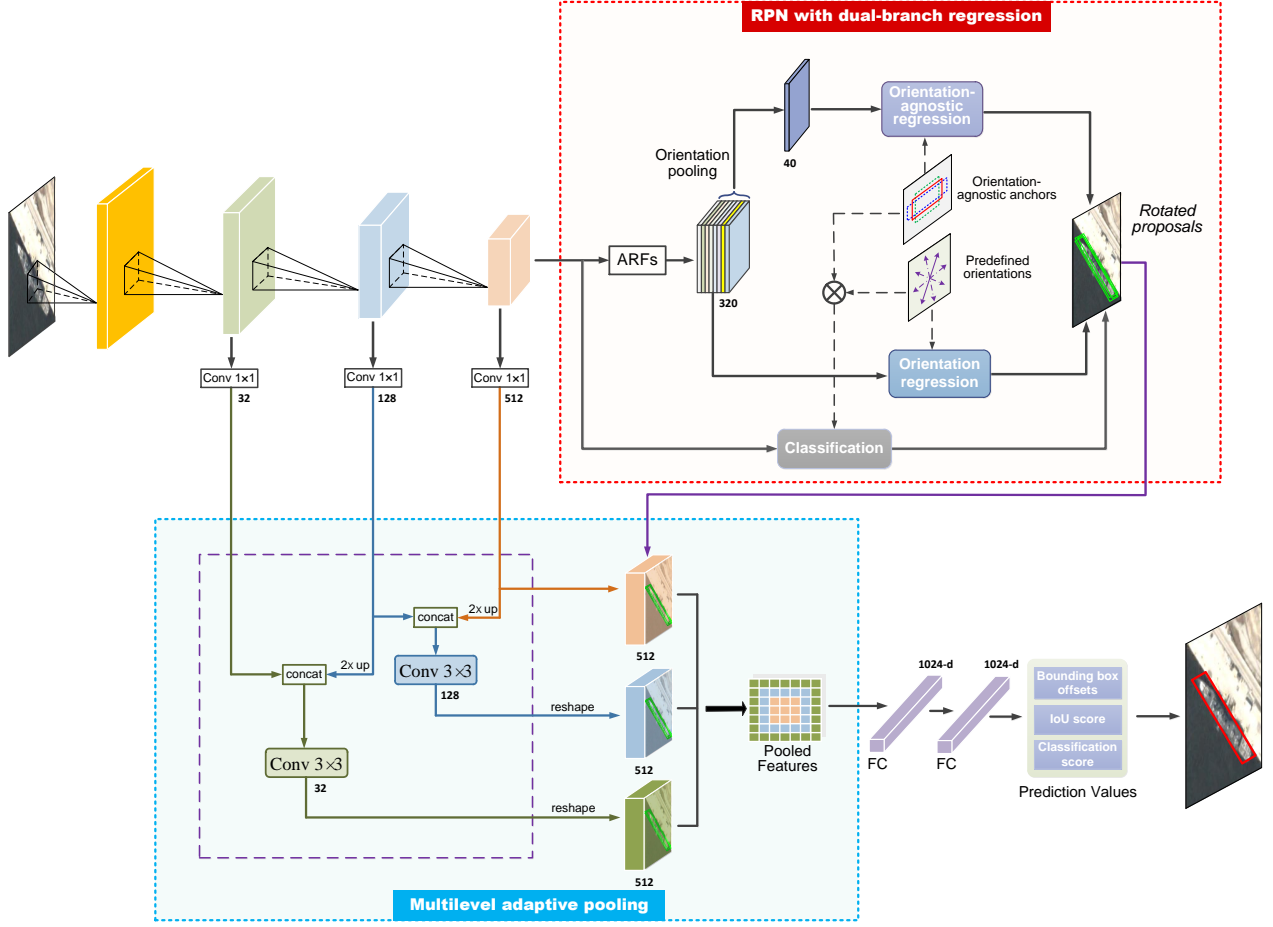 RPN with dual-branch regression
Orientation-
agnostic
regression
40
Orientation
pooling
Orientation-
agnostic anchors
Rotated
proposals
ARFs
Predefined
orientations
320
Orientation
regression
Conv 1×1
32
Conv 1×1
128
Conv 1×1
512
Classification
2x up
concat
Conv 3×3
128
2x up
concat
Conv 3×3
32
reshape
reshape
512
512
512
Pooled
Features
1024-d
1024-d
FC
FC
Bounding box
offsets
IoU score
Classification
score
Prediction Values
Multilevel adaptive pooling